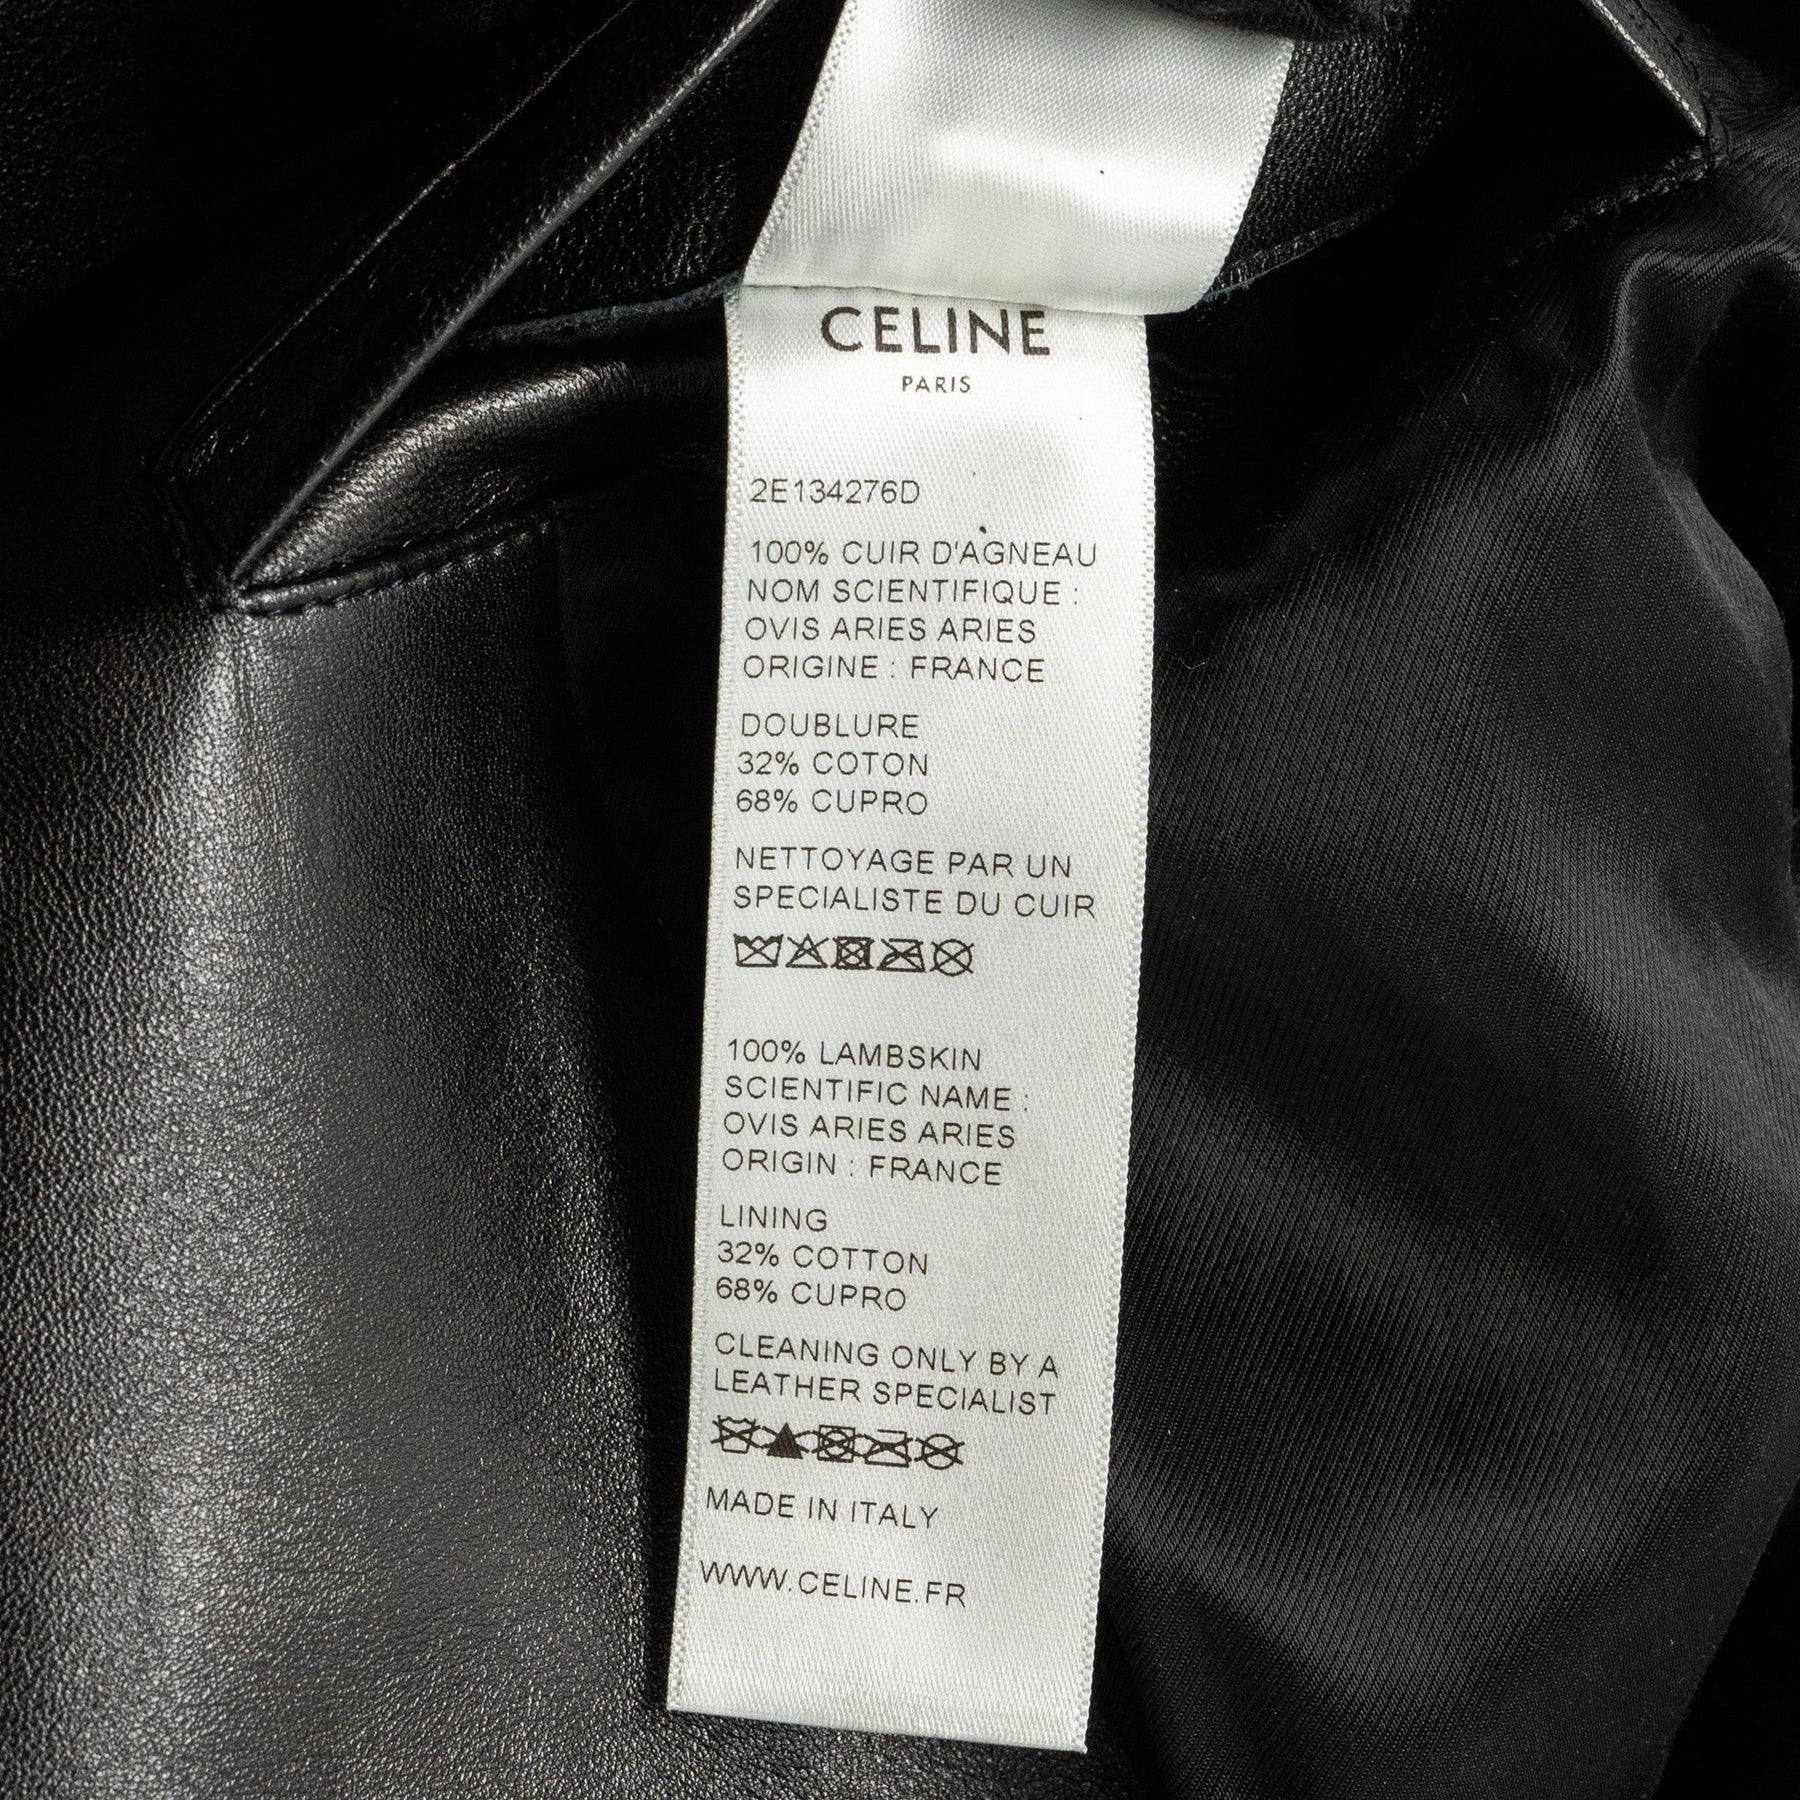 CELINE
PARIS
2E134276D
100% CUIR D'AGNEAU
NOM SCIENTIFIQUE :
OVIS ARIES ARIES
ORIGINE : FRANCE
DOUBLURE
32% COTON
68% CUPRO
NETTOYAGE PAR UN
SPECIALISTE DU CUIR
100% LAMBSKIN
SCIENTIFIC NAME :
OVIS ARIES ARIES
ORIGIN : FRANCE
LINING
32% COTTON
68% CUPRO
CLEANING ONLY BY A
LEATHER SPECIALIST
MADE IN ITALY
WWW.CELINE.FR